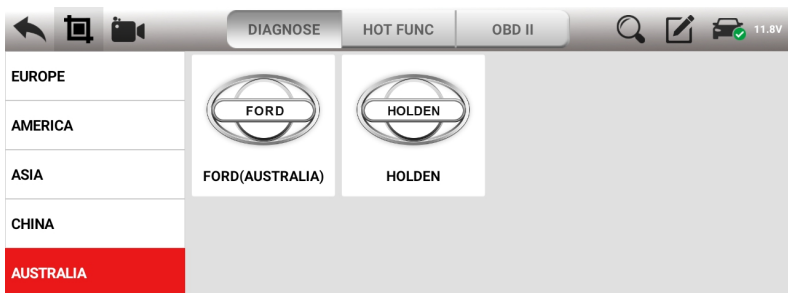 DIAGNOSE HOT FUNC OBD II 11.8V
EUROPE
AMERICA
ASIA
CHINA
AUSTRALIA
FORD
FORD(AUSTRALIA)
HOLDEN
HOLDEN